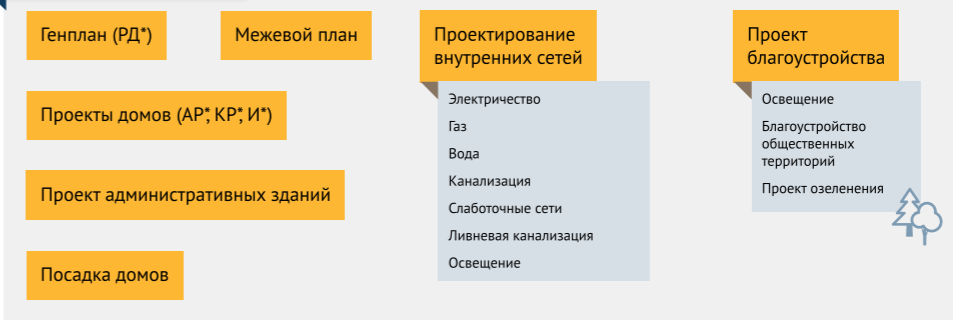 Генплан (РД*)
Межевой план
Проекты домов (АР*, КР*, И*)
Проект административных зданий
Посадка домов
Проектирование
внутренних сетей
Электричество
Газ
Вода
Канализация
Слаботочные сети
Ливневая канализация
Освещение
Проект
благоустройства
Освещение
Благоустройство
общественных
территорий
Проект озеленения